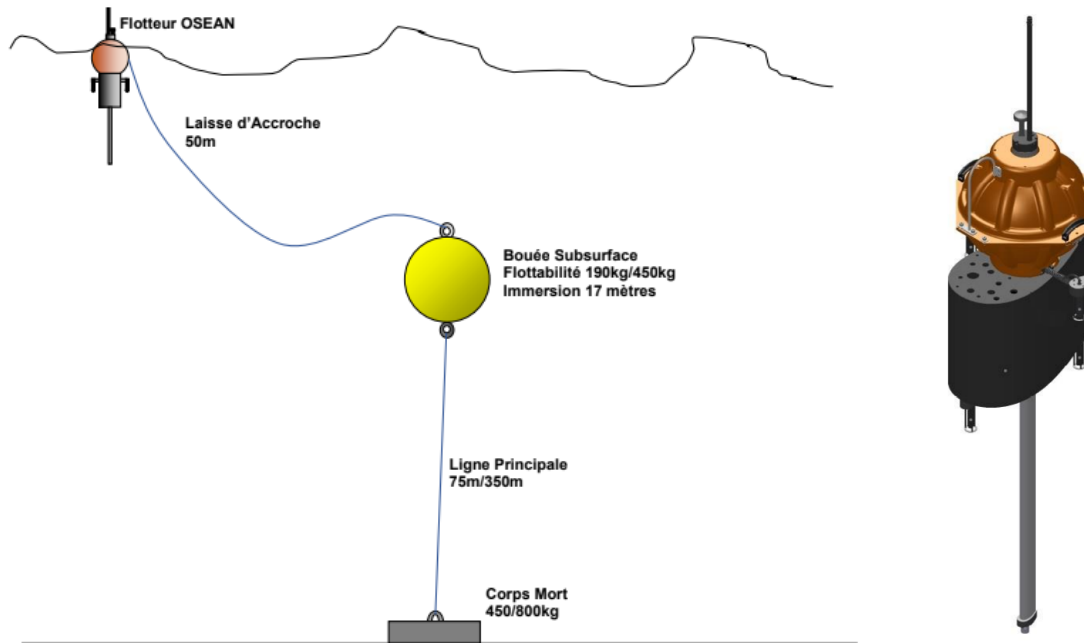 Flotteur OSEAN
Laisse d'Accroche
50m
Bouée Subsurface
Flottabilité 190kg/450kg
Immersion 17 mètres
Ligne Principale
75m/350m
Corps Mort
450/800kg